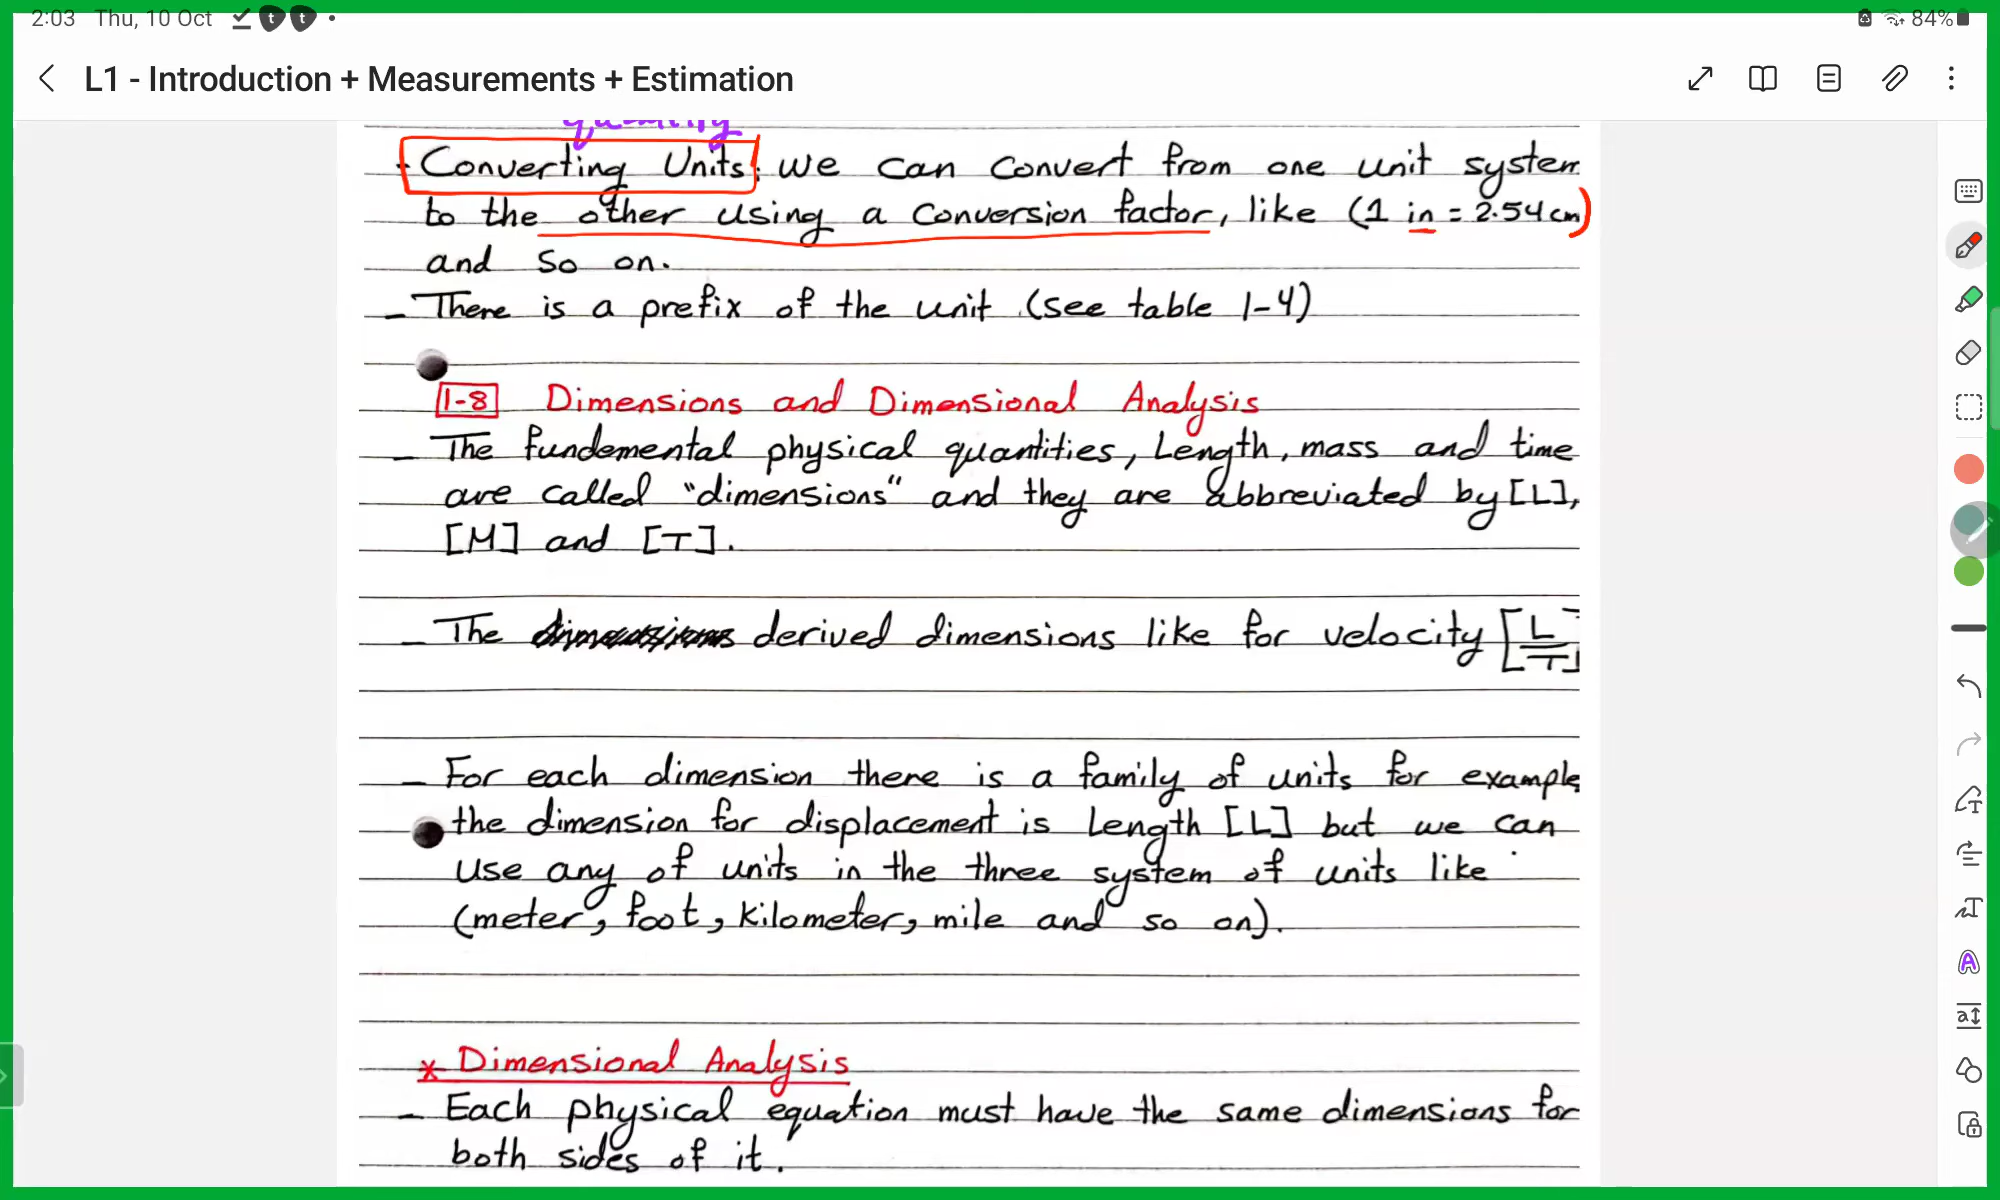 2:03 Thu, 10 Oct
84%
L1 - Introduction + Measurements + Estimation
quantity
- Converting Units: we can convert from one unit system
to the other using a conversion factor, like (1 in = 2.54 cm)
and so on.
- There is a prefix of the unit (see table 1-4)
1-8 Dimensions and Dimensional Analysis
- The fundemental physical quantities, Length, mass and time
are called "dimensions" and they are abbreviated by [L],
[M] and [T].
- The dimensions derived dimensions like for velocity [L/T]
- For each dimension there is a family of units for example
the dimension for displacement is Length [L] but we can
use any of units in the three system of units like
(meter, foot, kilometer, mile and so on).
* Dimensional Analysis
- Each physical equation must have the same dimensions for
both sides of it.